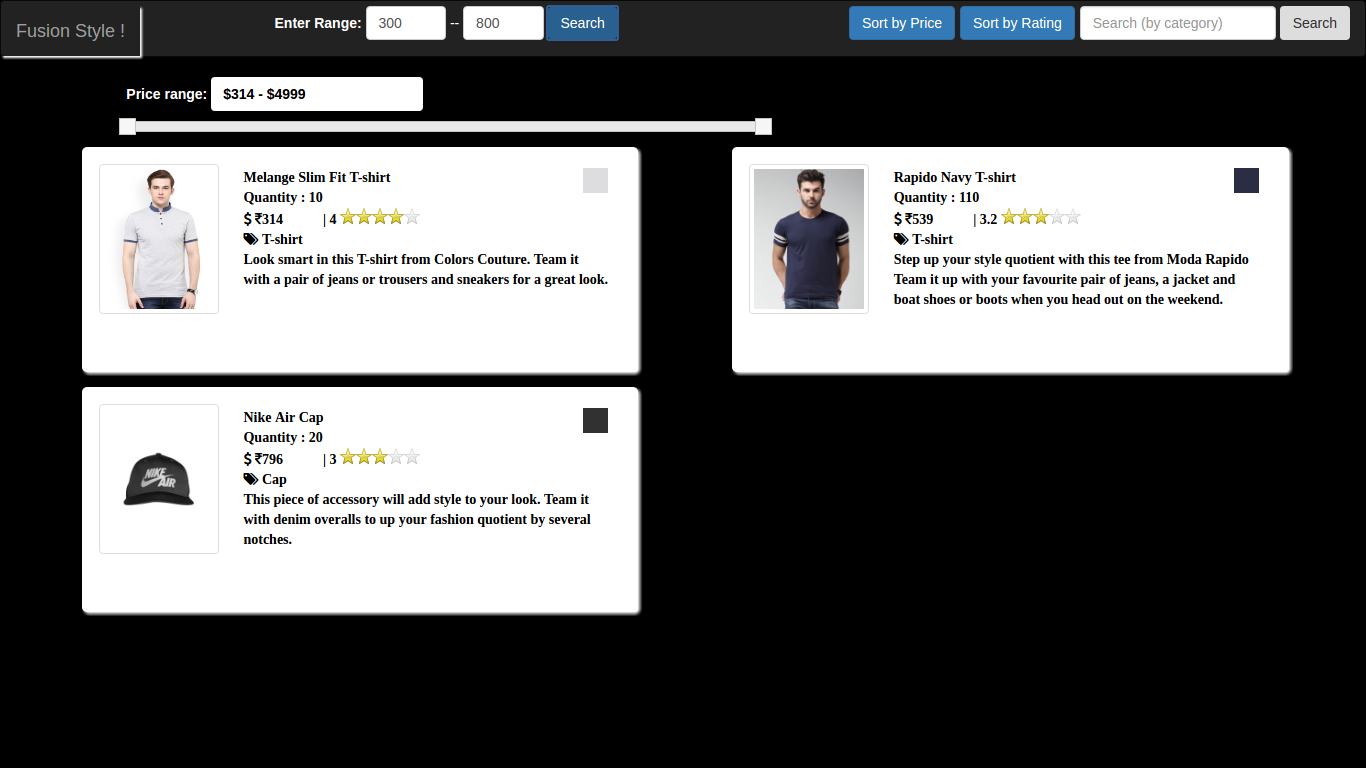 Fusion Style !
Enter Range: 300 -- 800 Search
Sort by Price Sort by Rating Search (by category) Search
Price range: $314 - $4999
Melange Slim Fit T-shirt
Quantity : 10
$ ₹314 | 4
T-shirt
Look smart in this T-shirt from Colors Couture. Team it
with a pair of jeans or trousers and sneakers for a great look.
Rapido Navy T-shirt
Quantity : 110
$ ₹539 | 3.2
T-shirt
Step up your style quotient with this tee from Moda Rapido
Team it up with your favourite pair of jeans, a jacket and
boat shoes or boots when you head out on the weekend.
NIKE
AIR
Nike Air Cap
Quantity : 20
$ ₹796 | 3
Cap
This piece of accessory will add style to your look. Team it
with denim overalls to up your fashion quotient by several
notches.